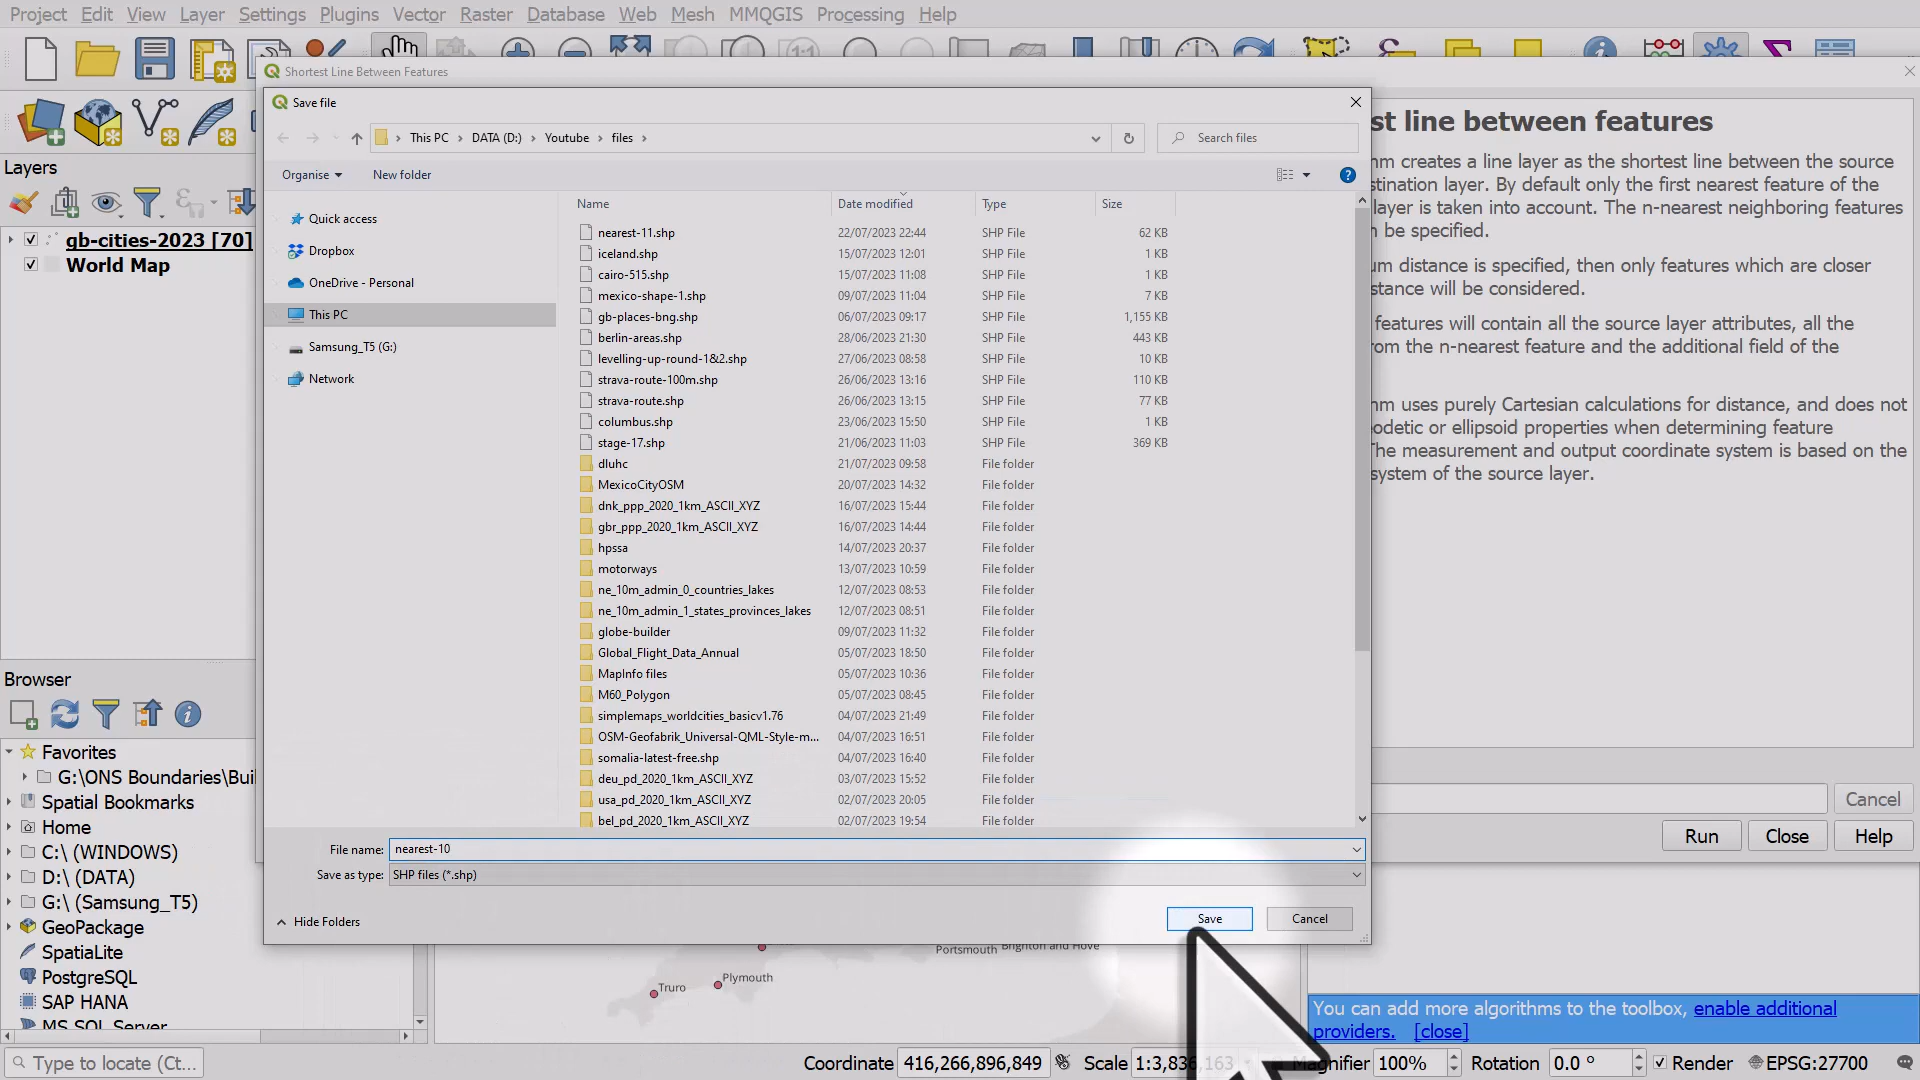 Project Edit View Layer Settings Plugins Vector Raster Database Web Mesh MMQGIS Processing Help
Shortest Line Between Features
Save file
This PC > DATA (D:) > Youtube > files >
Search files
Organise
New folder
Layers
gb-cities-2023 [70]
World Map
Quick access
Dropbox
OneDrive - Personal
This PC
Samsung_T5 (G:)
Network
Name Date modified Type Size
nearest-11.shp 22/07/2023 22:44 SHP File 62 KB
iceland.shp 15/07/2023 12:01 SHP File 1 KB
cairo-515.shp 15/07/2023 11:08 SHP File 1 KB
mexico-shape-1.shp 09/07/2023 11:04 SHP File 7 KB
gb-places-bng.shp 06/07/2023 09:17 SHP File 1,155 KB
berlin-areas.shp 28/06/2023 21:30 SHP File 443 KB
levelling-up-round-1&2.shp 27/06/2023 08:58 SHP File 10 KB
strava-route-100m.shp 26/06/2023 13:16 SHP File 110 KB
strava-route.shp 26/06/2023 13:15 SHP File 77 KB
columbus.shp 23/06/2023 15:50 SHP File 1 KB
stage-17.shp 21/06/2023 11:03 SHP File 369 KB
dluhc 21/07/2023 09:58 File folder
MexicoCityOSM 20/07/2023 14:32 File folder
dnk_ppp_2020_1km_ASCII_XYZ 16/07/2023 15:44 File folder
gbr_ppp_2020_1km_ASCII_XYZ 16/07/2023 14:44 File folder
hpssa 14/07/2023 20:37 File folder
motorways 13/07/2023 10:59 File folder
ne_10m_admin_0_countries_lakes 12/07/2023 08:53 File folder
ne_10m_admin_1_states_provinces_lakes 12/07/2023 08:51 File folder
globe-builder 09/07/2023 11:32 File folder
Global_Flight_Data_Annual 05/07/2023 18:50 File folder
MapInfo files 05/07/2023 10:36 File folder
M60_Polygon 05/07/2023 08:45 File folder
simplemaps_worldcities_basicv1.76 04/07/2023 21:49 File folder
OSM-Geofabrik_Universal-QML-Style-m... 04/07/2023 16:51 File folder
somalia-latest-free.shp 04/07/2023 16:40 File folder
deu_pd_2020_1km_ASCII_XYZ 03/07/2023 15:52 File folder
usa_pd_2020_1km_ASCII_XYZ 02/07/2023 20:05 File folder
bel_pd_2020_1km_ASCII_XYZ 02/07/2023 19:54 File folder
File name: nearest-10
Save as type: SHP files (*.shp)
Hide Folders
Save
Cancel
st line between features
m creates a line layer as the shortest line between the source
stination layer. By default only the first nearest feature of the
layer is taken into account. The n-nearest neighboring features
n be specified.
um distance is specified, then only features which are closer
stance will be considered.
features will contain all the source layer attributes, all the
rom the n-nearest feature and the additional field of the
m uses purely Cartesian calculations for distance, and does not
eodetic or ellipsoid properties when determining feature
The measurement and output coordinate system is based on the
system of the source layer.
Cancel
Run
Close
Help
Browser
Favorites
G:\ONS Boundaries\Bui
Spatial Bookmarks
Home
C:\ (WINDOWS)
D:\ (DATA)
G:\ (Samsung_T5)
GeoPackage
SpatiaLite
PostgreSQL
SAP HANA
MS SQL Server
Portsmouth
Brighton and Hove
Plymouth
Truro
You can add more algorithms to the toolbox, enable additional
providers. [close]
Type to locate (Ct...
Coordinate 416,266,896,849 Scale 1:3,836,163 Magnifier 100% Rotation 0.0 ° Render EPSG:27700